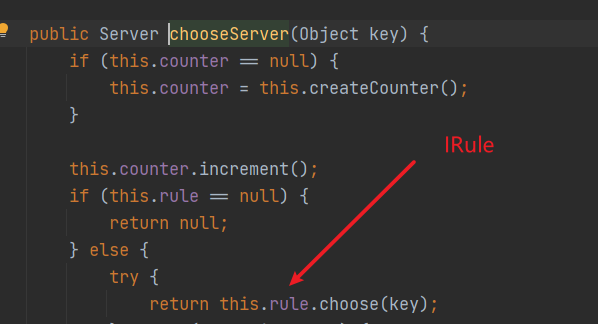 public Server chooseServer(Object key) {
if (this.counter == null) {
this.counter = this.createCounter();
}
IRule
this.counter.increment();
if (this.rule == null) {
return null;
} else {
try {
return this.rule.choose(key);